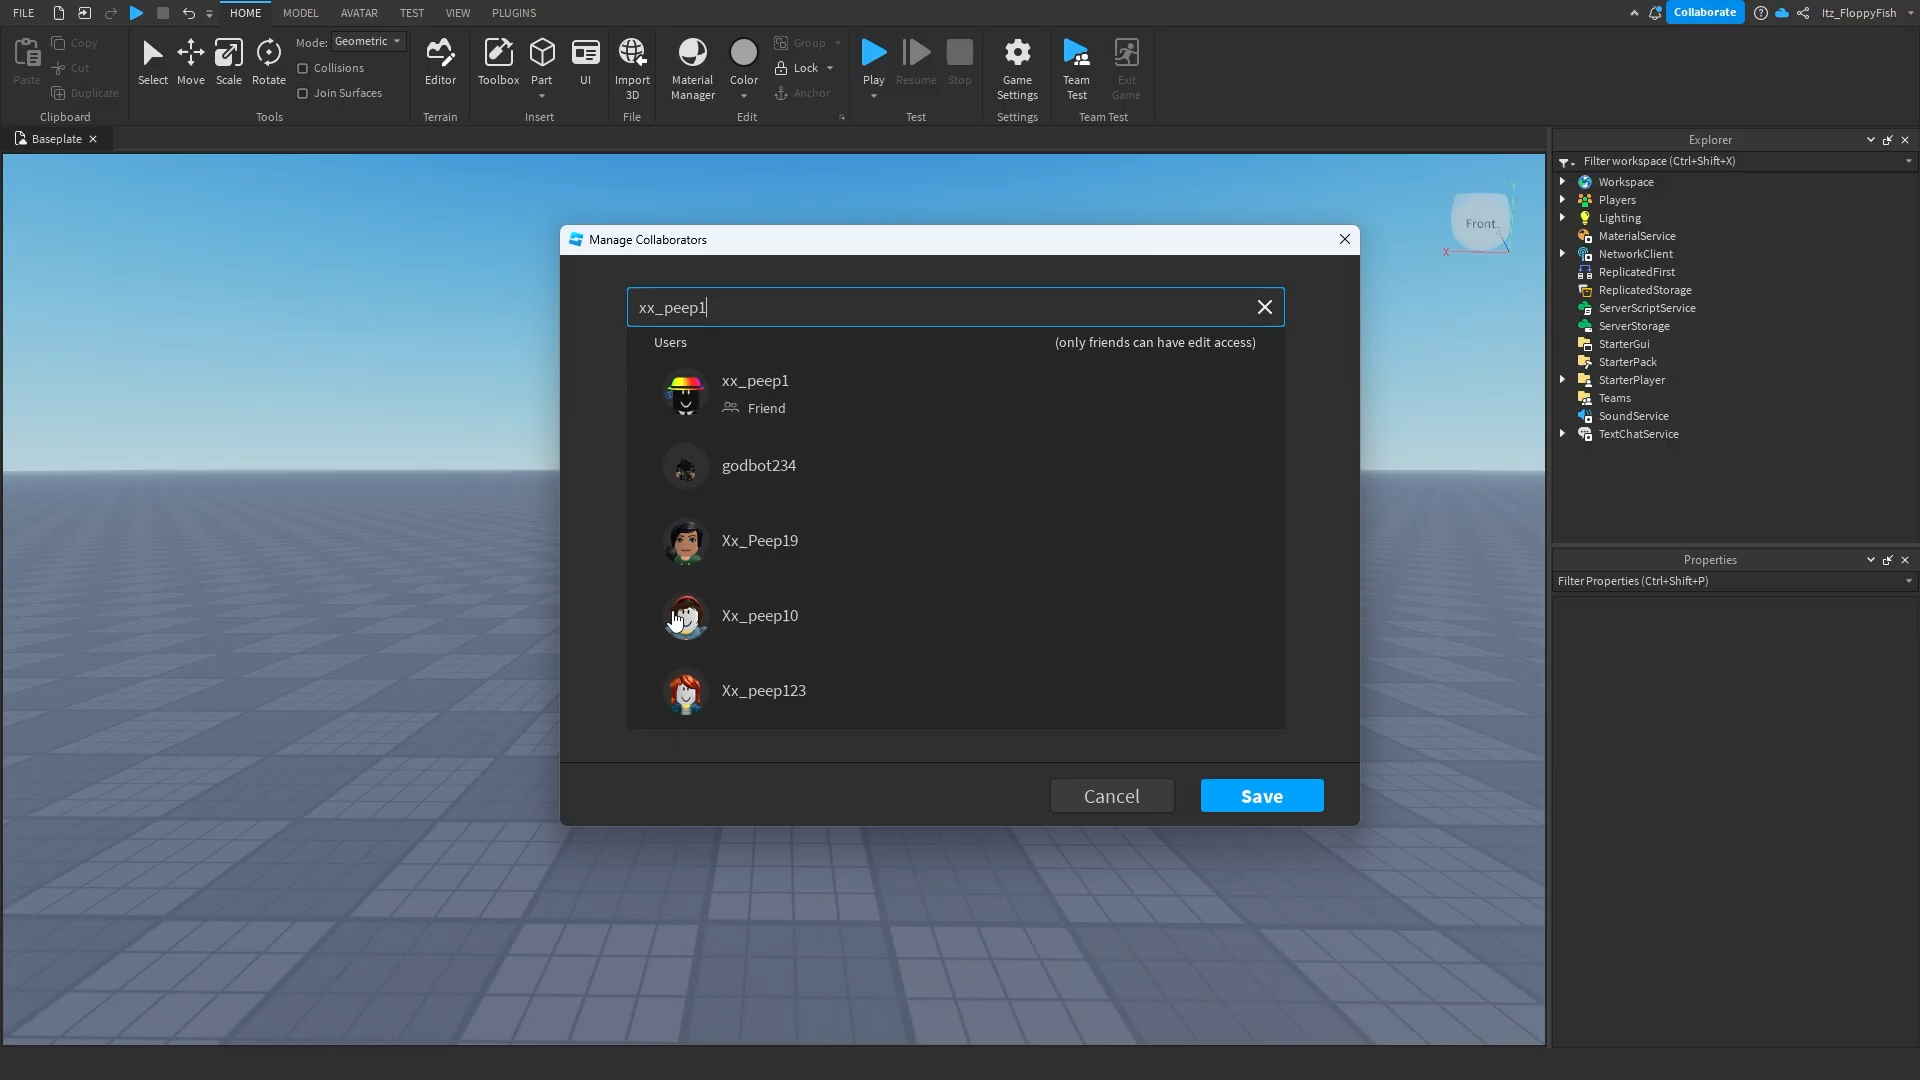 FILE HOME MODEL AVATAR TEST VIEW PLUGINS Collaborate Itz_FloppyFish
Paste Copy Cut Duplicate
Clipboard
Select Move Scale Rotate Mode: Geometric
Collisions
Join Surfaces
Tools
Editor
Terrain
Toolbox Part UI
Insert
Import
3D
File
Material
Manager
Color
Group
Lock
Anchor
Edit
Play Resume Stop
Test
Game
Settings
Settings
Team
Test
Exit
Game
Team Test
Baseplate
Front
X
Y
Manage Collaborators
xx_peep1
Users (only friends can have edit access)
xx_peep1
Friend
godbot234
Xx_Peep19
Xx_peep10
Xx_peep123
Cancel Save
Explorer
Filter workspace (Ctrl+Shift+X)
Workspace
Players
Lighting
MaterialService
NetworkClient
ReplicatedFirst
ReplicatedStorage
ServerScriptService
ServerStorage
StarterGui
StarterPack
StarterPlayer
Teams
SoundService
TextChatService
Properties
Filter Properties (Ctrl+Shift+P)